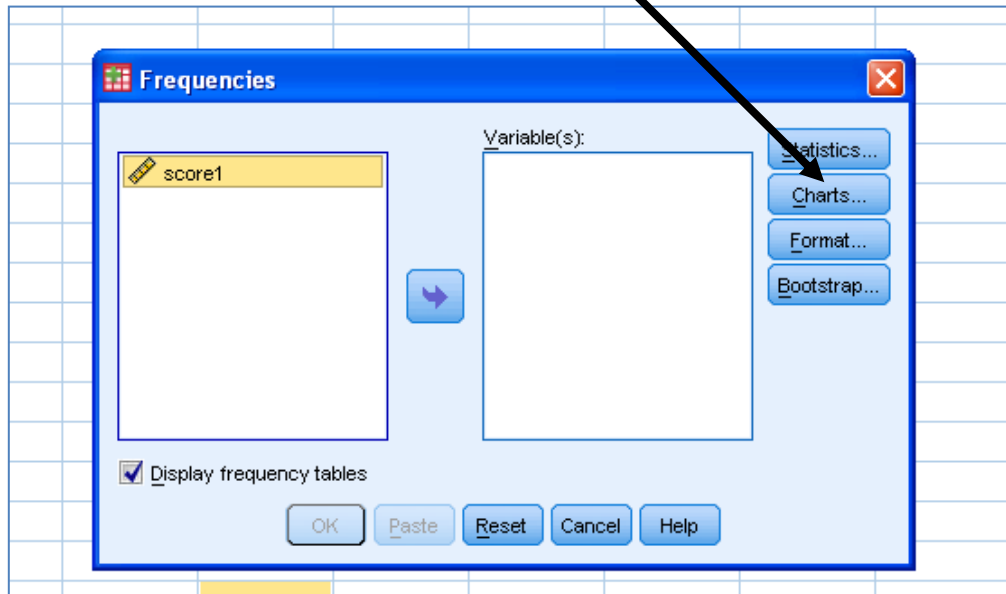 Frequencies
Variable(s):
score1
Statistics...
Charts...
Format...
Bootstrap...
Display frequency tables
OK Paste Reset Cancel Help